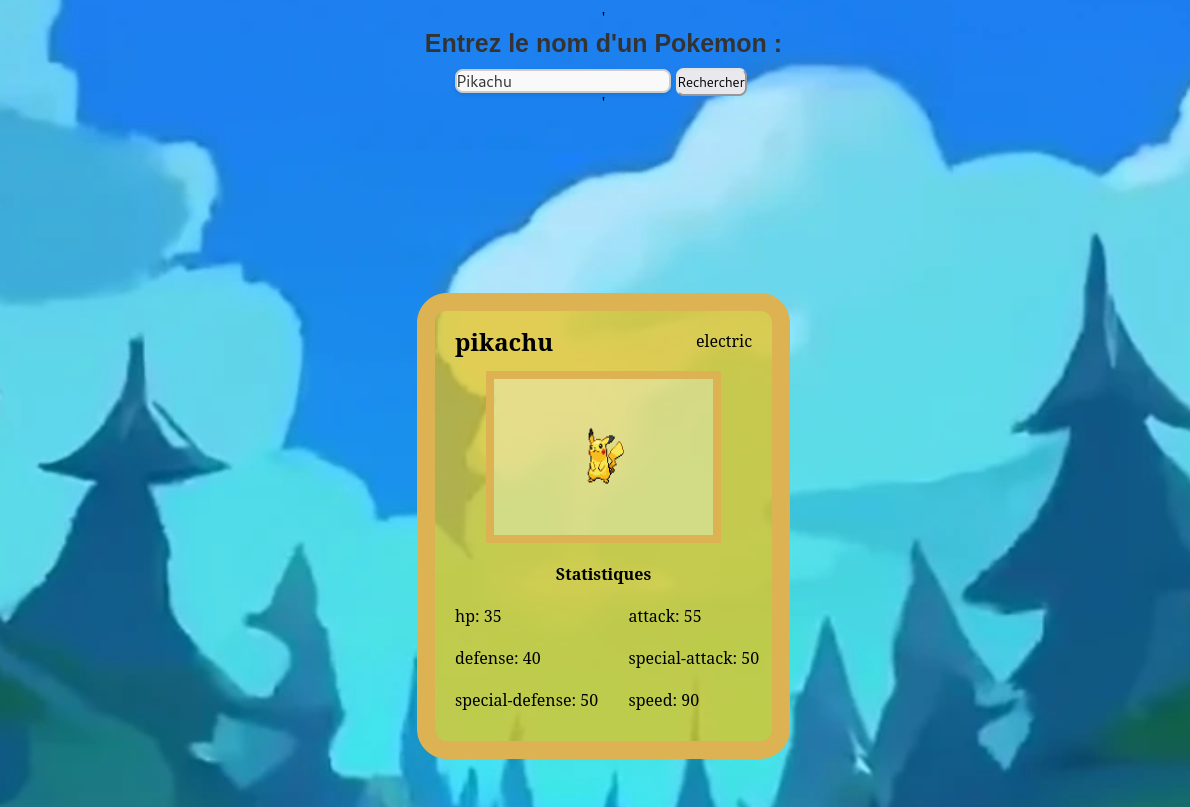 '
Entrez le nom d'un Pokemon :
Pikachu Rechercher
'
pikachu electric
Statistiques
hp: 35 attack: 55
defense: 40 special-attack: 50
special-defense: 50 speed: 90